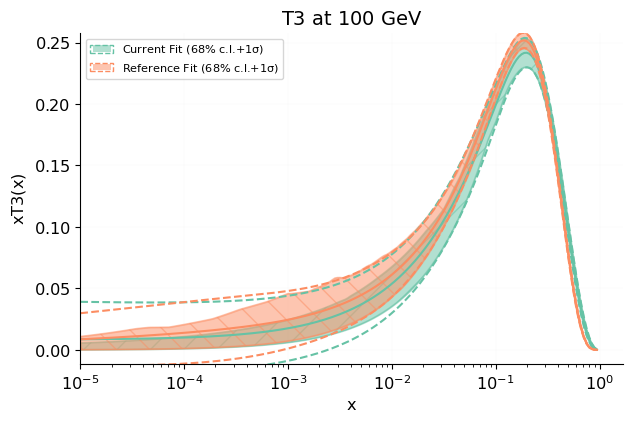 T3 at 100 GeV
Current Fit (68% c.l.+1σ)
Reference Fit (68% c.l.+1σ)
xT3(x)
0.25
0.20
0.15
0.10
0.05
0.00
10⁻⁵ 10⁻⁴ 10⁻³ 10⁻² 10⁻¹ 10⁰
x